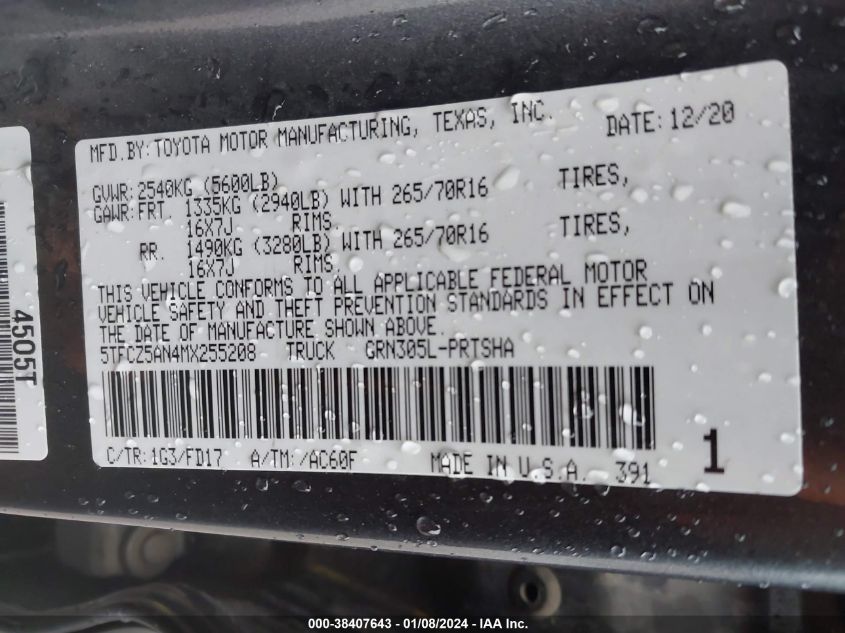 MFD.BY:TOYOTA MOTOR MANUFACTURING, TEXAS, INC. DATE:12/20
GVWR:2540KG (5600LB)
GAWR:FRT. 1335KG (2940LB) WITH 265/70R16 TIRES,
16X7J RIMS,
RR. 1490KG (3280LB) WITH 265/70R16 TIRES,
16X7J RIMS,
THIS VEHICLE CONFORMS TO ALL APPLICABLE FEDERAL MOTOR
VEHICLE SAFETY AND THEFT PREVENTION STANDARDS IN EFFECT ON
THE DATE OF MANUFACTURE SHOWN ABOVE.
5TFCZ5AN4MX255208 TRUCK GRN305L-PRTSHA
C/TR:1G3/FD17 A/TM:/AC60F MADE IN U.S.A. 391
1
4505T
000-38407643 - 01/08/2024 - IAA Inc.